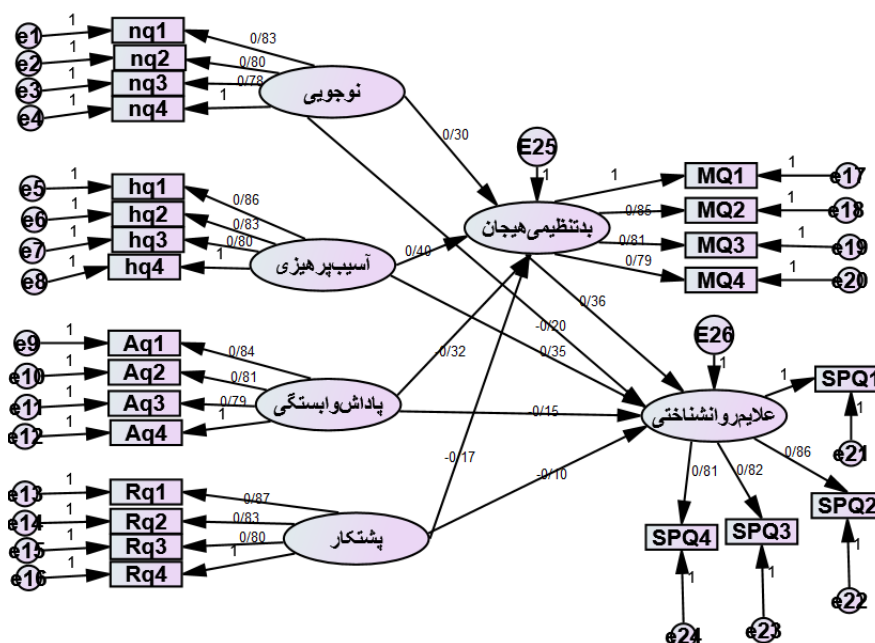 e1 1 nq1 0/83
e2 1 nq2 0/80
e3 1 nq3 0/78
e4 1 nq4 1
نوجویی
0/30
-0/20
e5 1 hq1 0/86
e6 1 hq2 0/83
e7 1 hq3 0/80
e8 1 hq4 1
آسیب‌پرهیزی
0/40
0/35
e9 1 Aq1 0/84
e10 1 Aq2 0/81
e11 1 Aq3 0/79
e12 1 Aq4 1
پاداش‌وابستگی
-0/32
-0/15
e13 1 Rq1 0/87
e14 1 Rq2 0/83
e15 1 Rq3 0/80
e16 1 Rq4 1
پشتکار
-0/17
-0/10
E25
1
بدتنظیمی‌هیجان
1 MQ1 1 e17
0/85 MQ2 1 e18
0/81 MQ3 1 e19
0/79 MQ4 1 e20
0/36
E26
1
علایم‌روانشناختی
1 SPQ1 1 e21
0/86 SPQ2 1 e22
0/82 SPQ3 1 e23
0/81 SPQ4 1 e24